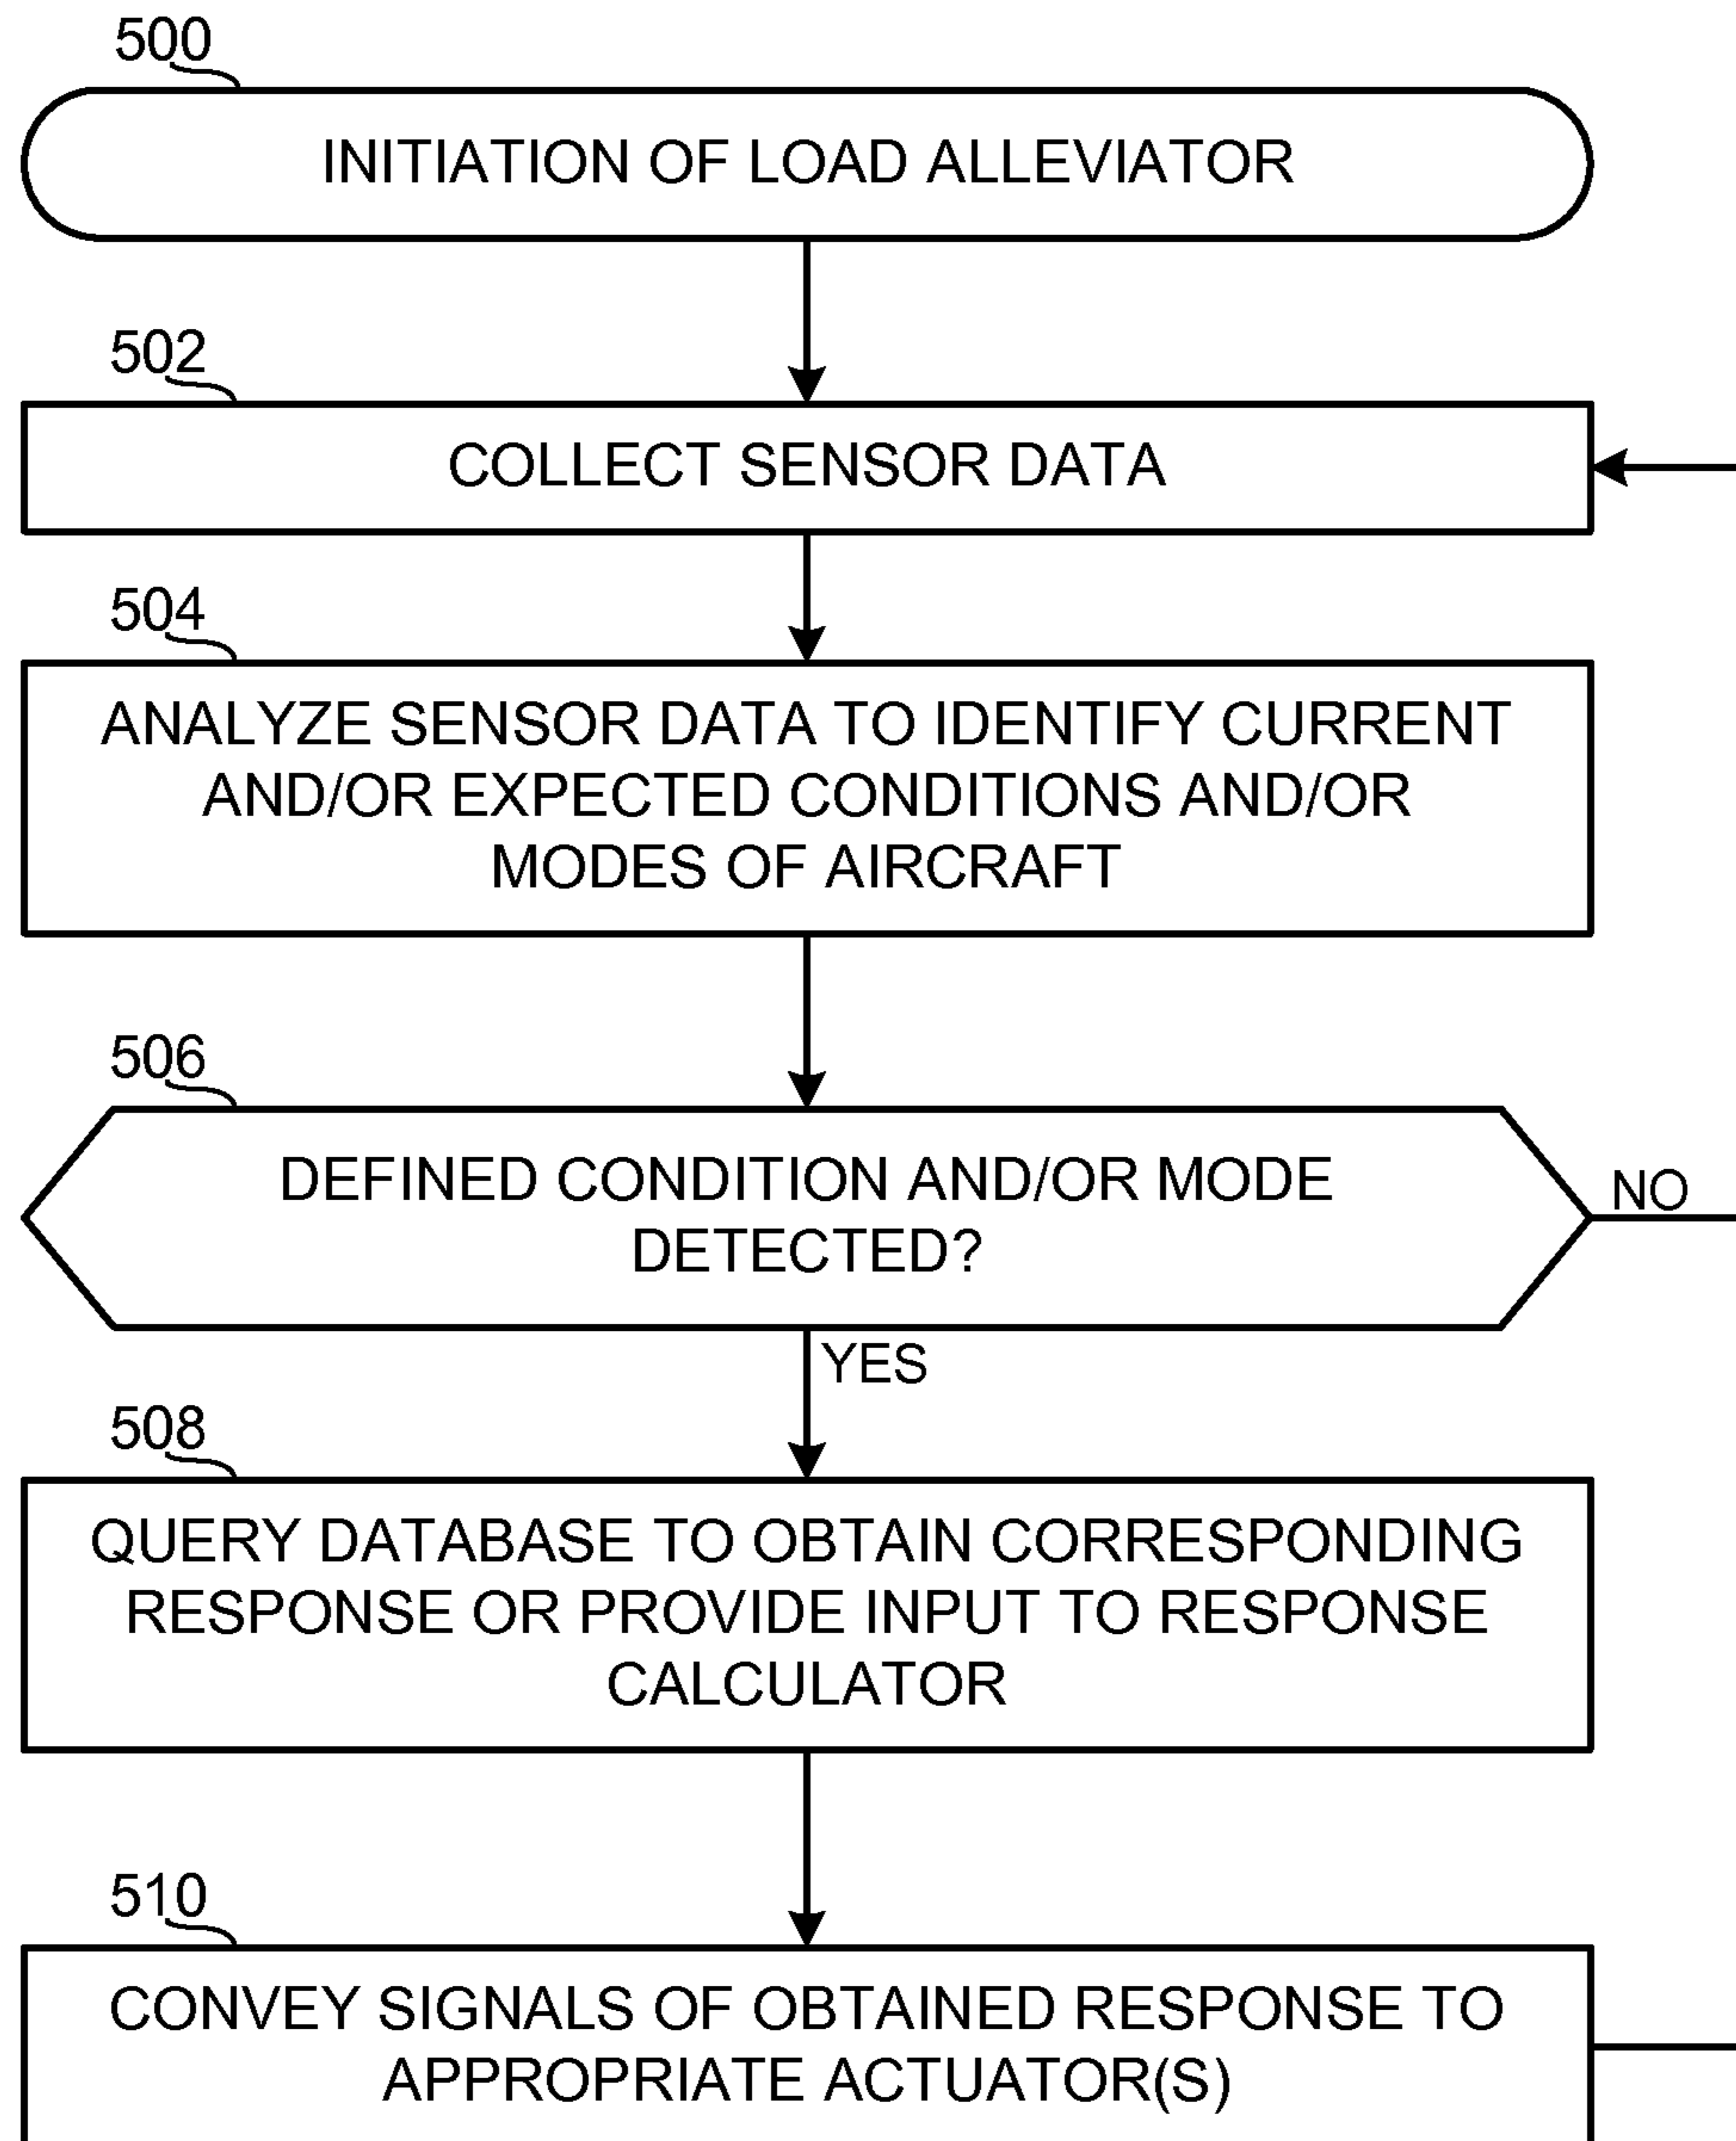 500
INITIATION OF LOAD ALLEVIATOR
502
COLLECT SENSOR DATA
504
ANALYZE SENSOR DATA TO IDENTIFY CURRENT
AND/OR EXPECTED CONDITIONS AND/OR
MODES OF AIRCRAFT
506
DEFINED CONDITION AND/OR MODE
DETECTED?
NO
YES
508
QUERY DATABASE TO OBTAIN CORRESPONDING
RESPONSE OR PROVIDE INPUT TO RESPONSE
CALCULATOR
510
CONVEY SIGNALS OF OBTAINED RESPONSE TO
APPROPRIATE ACTUATOR(S)